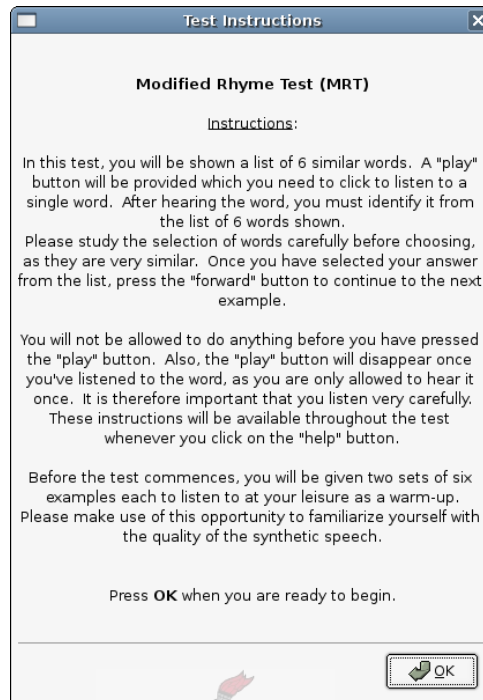 Test Instructions
Modified Rhyme Test (MRT)
Instructions:
In this test, you will be shown a list of 6 similar words. A "play"
button will be provided which you need to click to listen to a
single word. After hearing the word, you must identify it from
the list of 6 words shown.
Please study the selection of words carefully before choosing,
as they are very similar. Once you have selected your answer
from the list, press the "forward" button to continue to the next
example.
You will not be allowed to do anything before you have pressed
the "play" button. Also, the "play" button will disappear once
you've listened to the word, as you are only allowed to hear it
once. It is therefore important that you listen very carefully.
These instructions will be available throughout the test
whenever you click on the "help" button.
Before the test commences, you will be given two sets of six
examples each to listen to at your leisure as a warm-up.
Please make use of this opportunity to familiarize yourself with
the quality of the synthetic speech.
Press OK when you are ready to begin.
OK